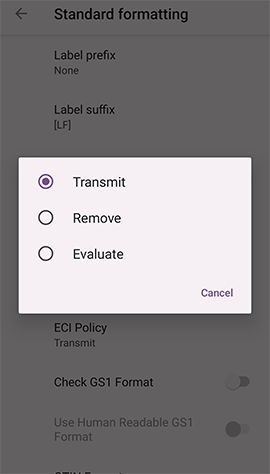 Standard formatting
Label prefix
None
Label suffix
[LF]
Transmit
Remove
Evaluate
Cancel
ECI Policy
Transmit
Check GS1 Format
Use Human Readable GS1
Format